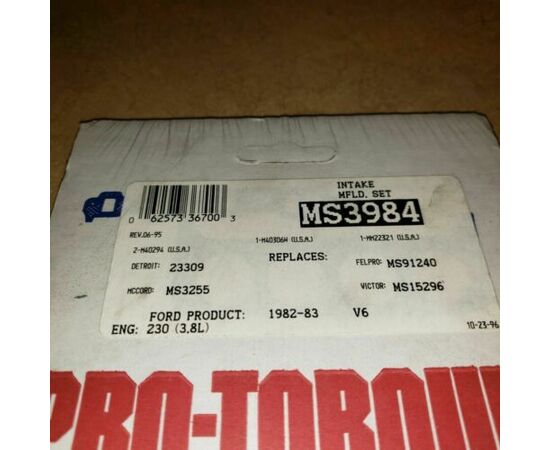 INTAKE
MFLD. SET
MS3984
0 62573 36700 3
REV.06-95
1-M40306H (U.S.A.)
1-MM22321 (U.S.A.)
2-M40294 (U.S.A.)
REPLACES:
DETROIT: 23309
FELPRO: MS91240
MCCORD: MS3255
VICTOR: MS15296
FORD PRODUCT: 1982-83 V6
ENG: 230 (3.8L)
10-23-96
PRO-TORQUE